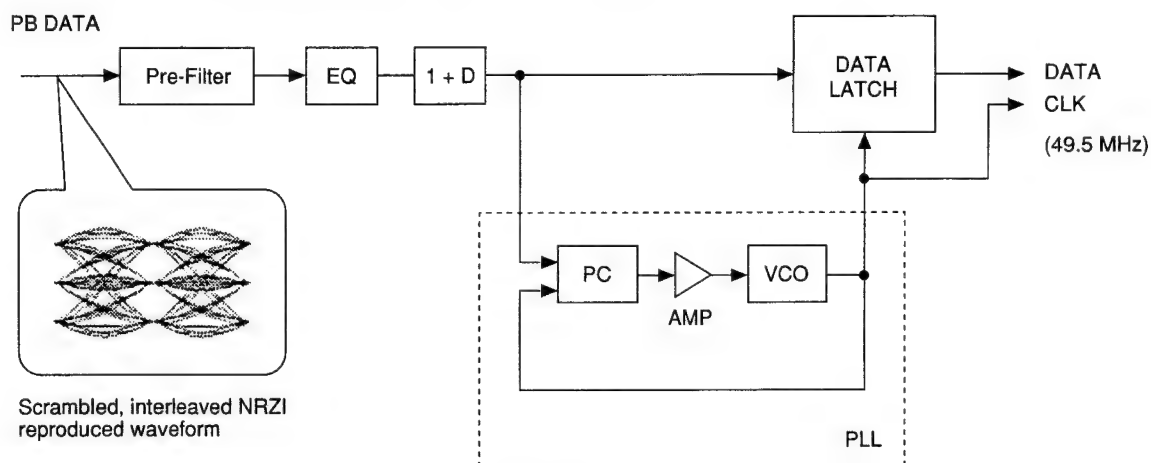 PB DATA
Pre-Filter
EQ
1 + D
DATA
LATCH
DATA
CLK
(49.5 MHz)
PC
AMP
VCO
PLL
Scrambled, interleaved NRZI
reproduced waveform